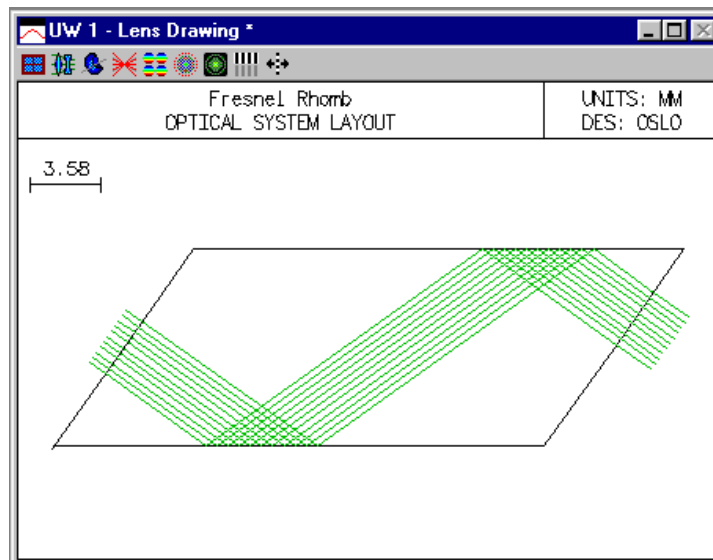 UW 1 - Lens Drawing *
Fresnel Rhomb
OPTICAL SYSTEM LAYOUT
UNITS: MM
DES: OSLO
3.58